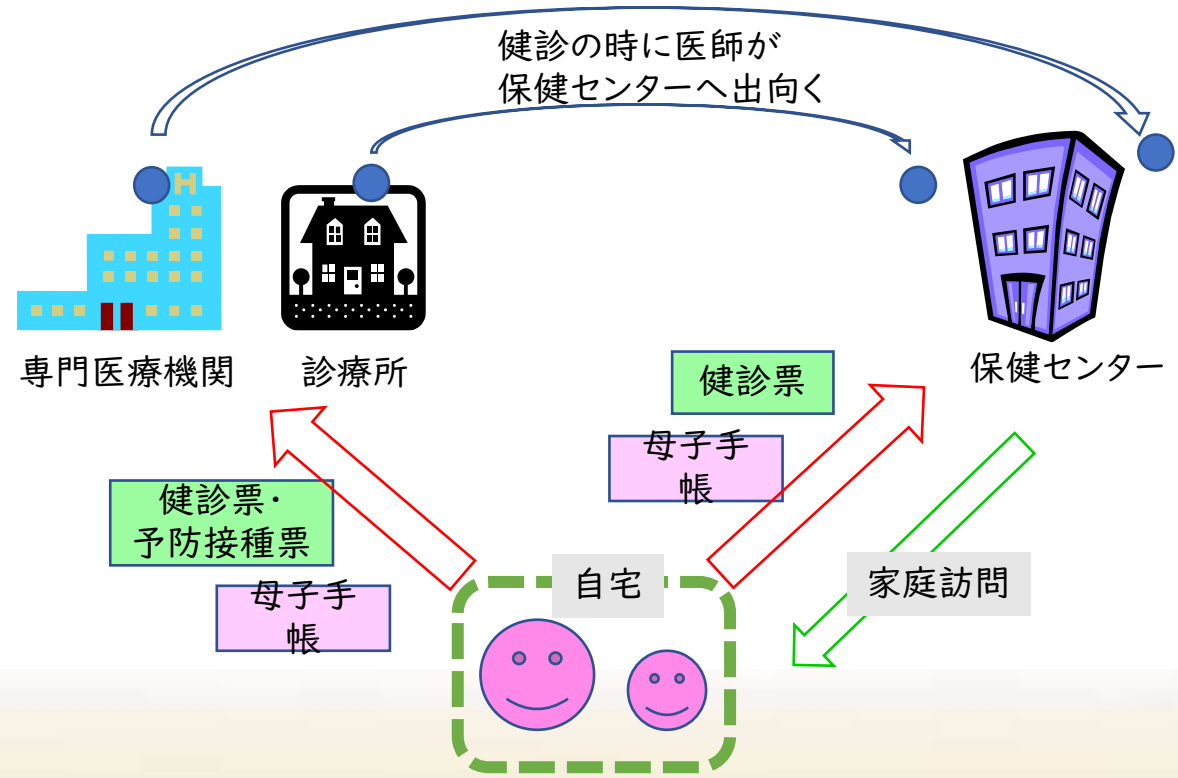 健診の時に医師が
保健センターへ出向く
H
専門医療機関
診療所
保健センター
健診票
母子手
帳
健診票・
予防接種票
母子手
帳
自宅
家庭訪問